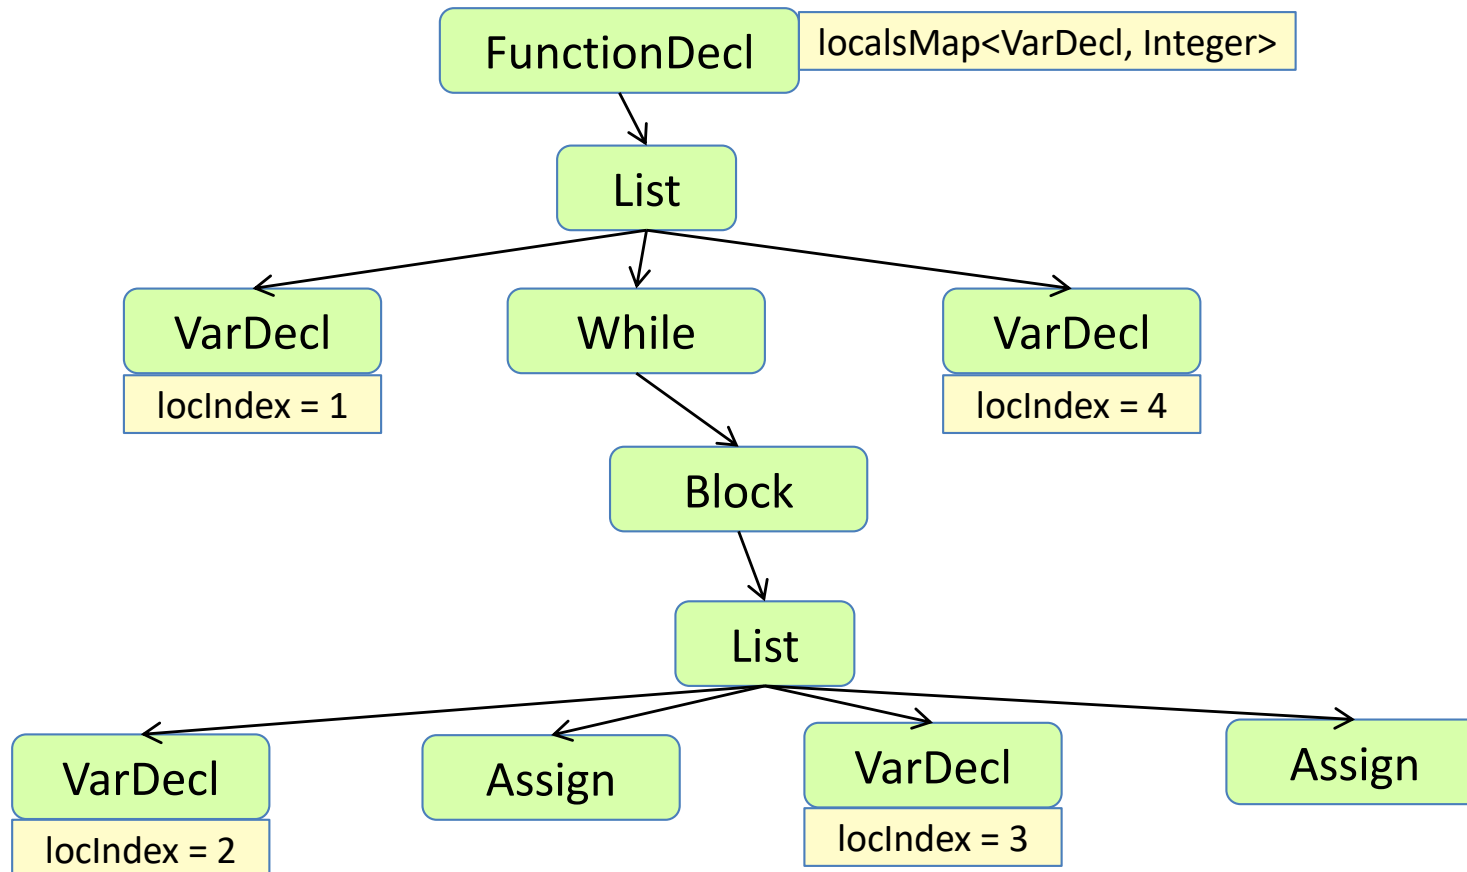 FunctionDecl
localsMap<VarDecl, Integer>
List
VarDecl
While
VarDecl
locIndex = 1
locIndex = 4
Block
List
VarDecl
Assign
VarDecl
Assign
locIndex = 2
locIndex = 3